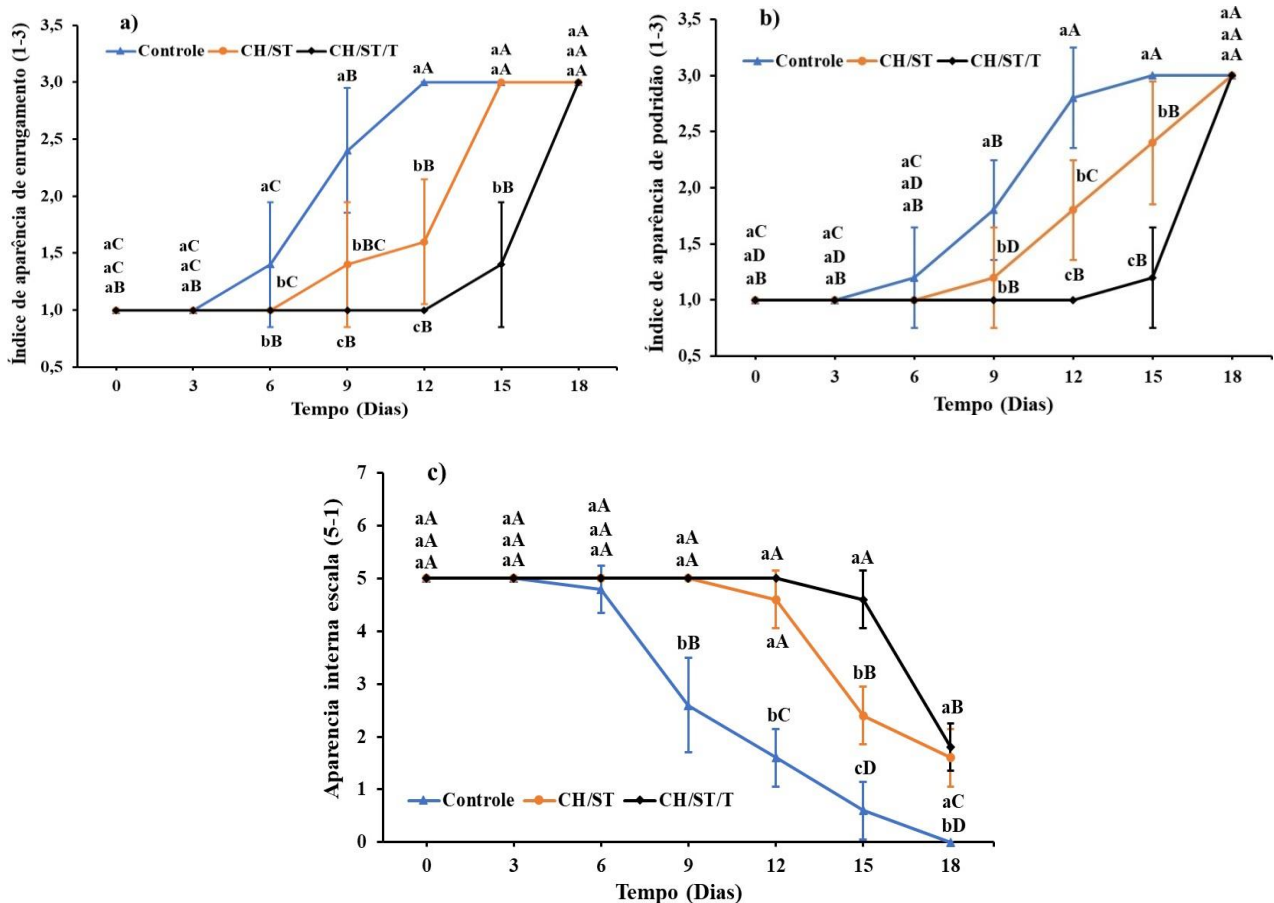 a)
Índice de aparência de enrugamento (1-3)
3,5
3,0
2,5
2,0
1,5
1,0
0,5
Controle CH/ST CH/ST/T
aC
aC
aB
aC
aC
aB
aC
bC
bB
aB
bBC
cB
aA
bB
cB
aA
aA
bB
aA
aA
aA
0 3 6 9 12 15 18
Tempo (Dias)
b)
Índice de aparência de podridão (1-3)
3,5
3,0
2,5
2,0
1,5
1,0
0,5
Controle CH/ST CH/ST/T
aC
aD
aB
aC
aD
aB
aC
aD
aB
aB
bD
bB
aA
bC
cB
aA
bB
cB
aA
aA
aA
0 3 6 9 12 15 18
Tempo (Dias)
c)
Aparencia interna escala (5-1)
7
6
5
4
3
2
1
0
aA
aA
aA
aA
aA
aA
aA
aA
aA
aA
aA
bB
aA
aA
bC
aA
bB
cD
aB
aC
bD
Controle CH/ST CH/ST/T
0 3 6 9 12 15 18
Tempo (Dias)